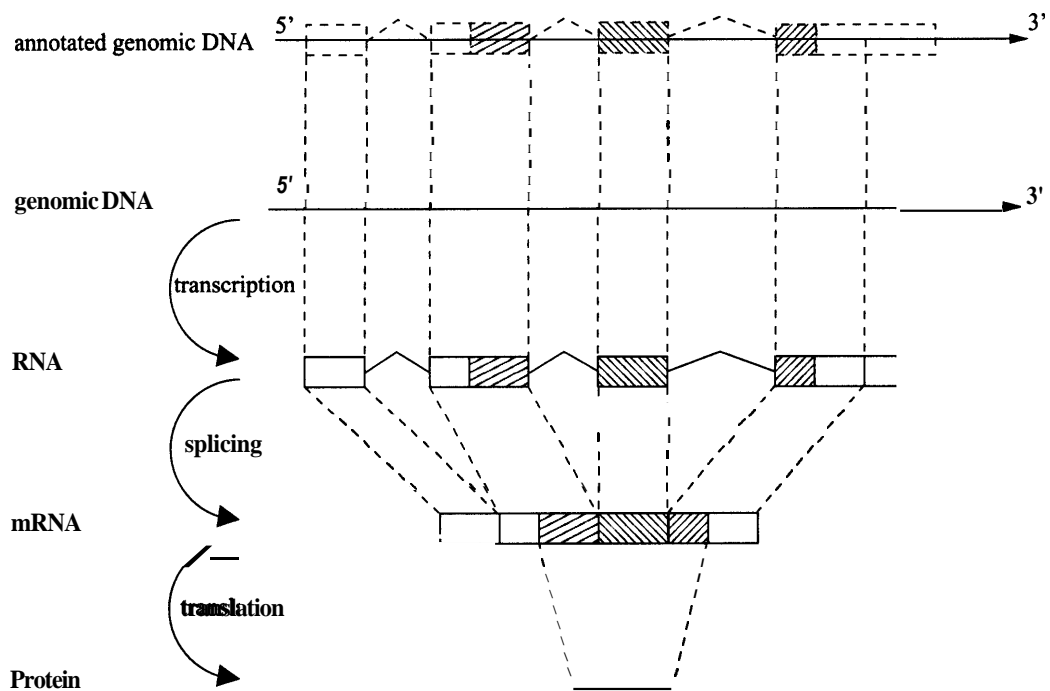 5' 3'
annotated genomic DNA
5' 3'
genomic DNA
transcription
RNA
splicing
mRNA
translation
Protein